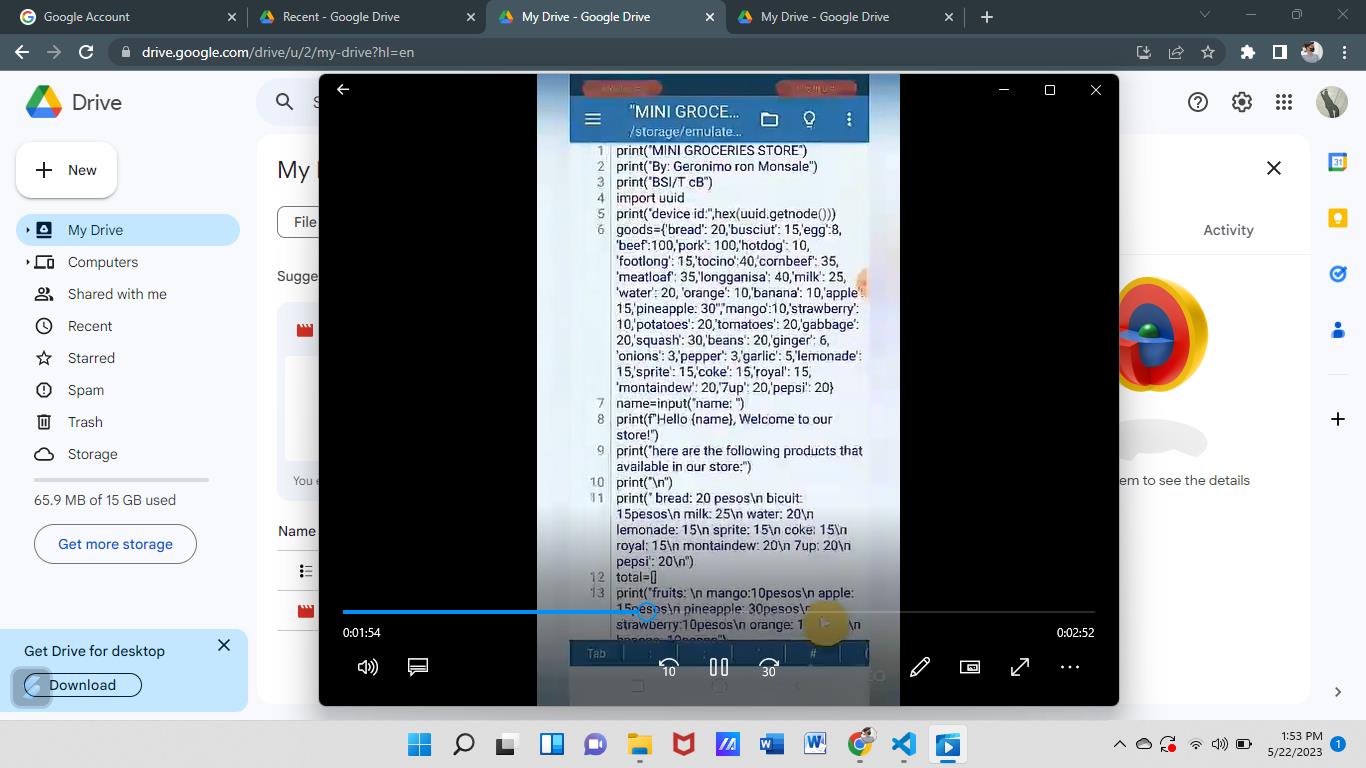 Google Account
Recent - Google Drive
My Drive - Google Drive
My Drive - Google Drive
drive.google.com/drive/u/2/my-drive?hl=en
Drive
New
My Drive
Computers
Shared with me
Recent
Starred
Spam
Trash
Storage
65.9 MB of 15 GB used
Get more storage
Get Drive for desktop
Download
My
File
Sugge
You
Name
"MINI GROCE...
/storage/emulate...
1 print("MINI GROCERIES STORE")
2 print("By: Geronimo ron Monsale")
3 print("BSI/T cB")
4 import uuid
5 print("device id:",hex(uuid.getnode()))
6 goods={'bread': 20,'busciut': 15,'egg':8,
'beef':100,'pork': 100,'hotdog': 10,
'footlong': 15,'tocino':40,'cornbeef': 35,
'meatloaf': 35,'longganisa': 40,'milk': 25,
'water': 20, 'orange': 10,'banana': 10,'apple':
15,'pineapple: 30","mango':10,'strawberry':
10,'potatoes': 20,'tomatoes': 20,'gabbage':
20,'squash': 30,'beans': 20,'ginger': 6,
'onions': 3,'pepper': 3,'garlic': 5,'lemonade':
15,'sprite': 15,'coke': 15,'royal': 15,
'montaindew': 20,'7up': 20,'pepsi': 20}
7 name=input("name: ")
8 print(f"Hello {name}, Welcome to our
store!")
9 print("here are the following products that
available in our store:")
10 print("\n")
11 print(" bread: 20 pesos\n bicuit:
15pesos\n milk: 25\n water: 20\n
lemonade: 15\n sprite: 15\n coke: 15\n
royal: 15\n montaindew: 20\n 7up: 20\n
pepsi': 20\n")
12 total=[]
13 print("fruits: \n mango:10pesos\n apple:
15pesos\n pineapple: 30pesos\n
strawberry:10pesos\n orange: \n
Tab : ; ' #
0:01:54
0:02:52
10
30
Activity
em to see the details
31
1:53 PM
5/22/2023
1